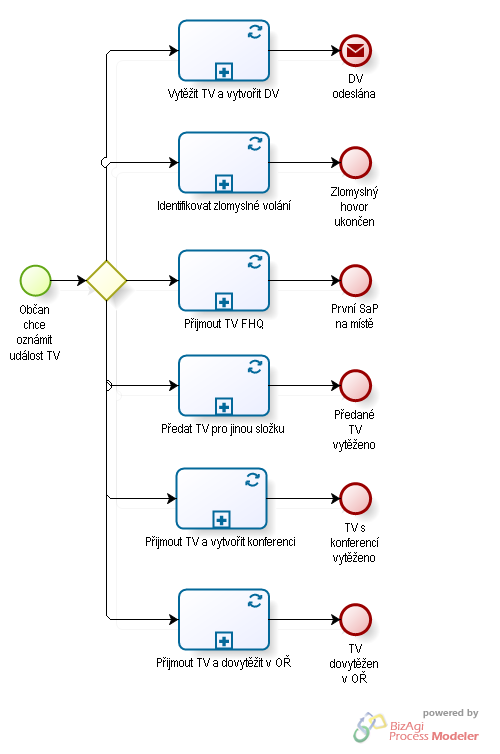 Vytěžit TV a vytvořit DV
DV
odeslána
Identifikovat zlomyslné volání
Zlomyslný
hovor
ukončen
Občan
chce
oznámit
událost TV
Přijmout TV FHQ
První SaP
na místě
Předat TV pro jinou složku
Předané
TV
vytěženo
Přijmout TV a vytvořit konferenci
TV s
konferencí
vytěženo
Přijmout TV a dovytěžit v OŘ
TV
dovytěžen
v OŘ
powered by
BizAgi
Process Modeler